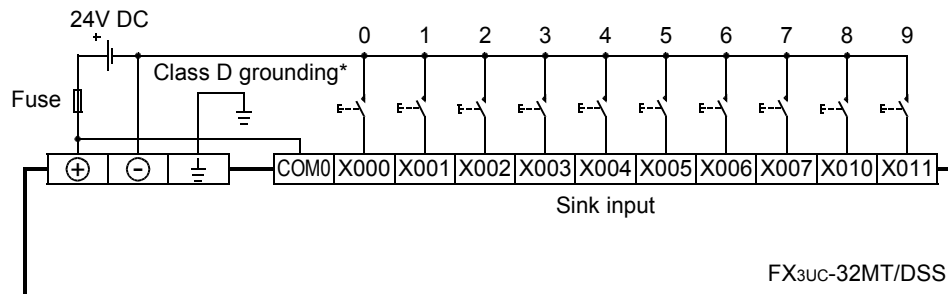 24V DC
+
0 1 2 3 4 5 6 7 8 9
Class D grounding*
Fuse
+ - COM0 X000 X001 X002 X003 X004 X005 X006 X007 X010 X011
Sink input
FX3UC-32MT/DSS